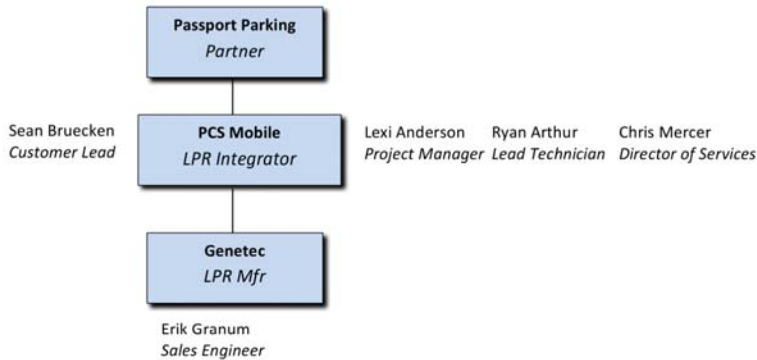 Passport Parking
Partner
Sean Bruecken
Customer Lead
PCS Mobile
LPR Integrator
Lexi Anderson
Project Manager
Ryan Arthur
Lead Technician
Chris Mercer
Director of Services
Genetec
LPR Mfr
Erik Granum
Sales Engineer